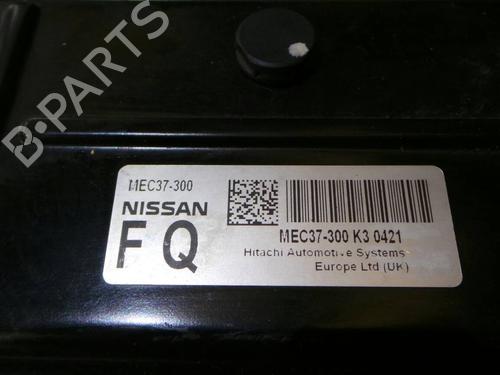 B-PARTS
MEC37-300
NISSAN
F Q
MEC37-300 K3 0421
Hitachi Automotive Systems
Europe Ltd (UK)